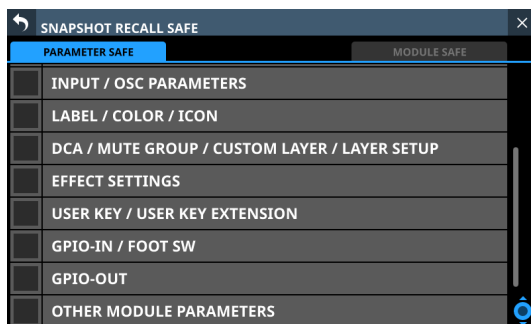 SNAPSHOT RECALL SAFE
PARAMETER SAFE
MODULE SAFE
INPUT / OSC PARAMETERS
LABEL / COLOR / ICON
DCA / MUTE GROUP / CUSTOM LAYER / LAYER SETUP
EFFECT SETTINGS
USER KEY / USER KEY EXTENSION
GPIO-IN / FOOT SW
GPIO-OUT
OTHER MODULE PARAMETERS